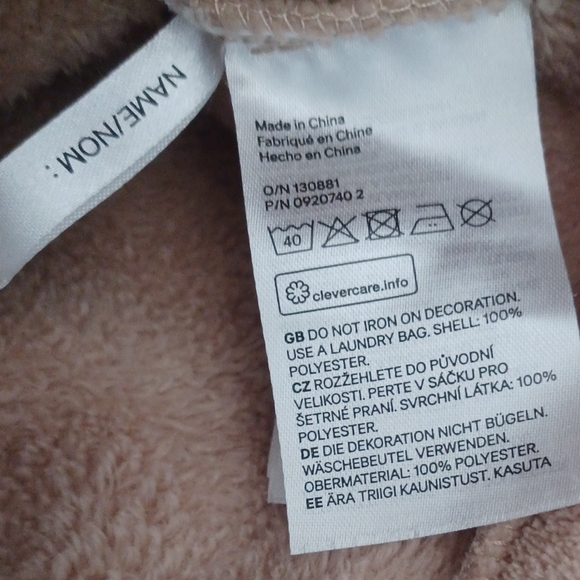 NAME/NOM :
Made in China
Fabriqué en Chine
Hecho en China
O/N 130881
P/N 0920740 2
40
clevercare.info
GB DO NOT IRON ON DECORATION.
USE A LAUNDRY BAG. SHELL: 100%
POLYESTER.
CZ ROZŽEHLETE DO PŮVODNÍ
VELIKOSTI. PERTE V SÁČKU PRO
ŠETRNÉ PRANÍ. SVRCHNÍ LÁTKA: 100%
POLYESTER.
DE DIE DEKORATION NICHT BÜGELN.
WÄSCHEBEUTEL VERWENDEN.
OBERMATERIAL: 100% POLYESTER.
EE ÄRA TRIIGI KAUNISTUST. KASUTA